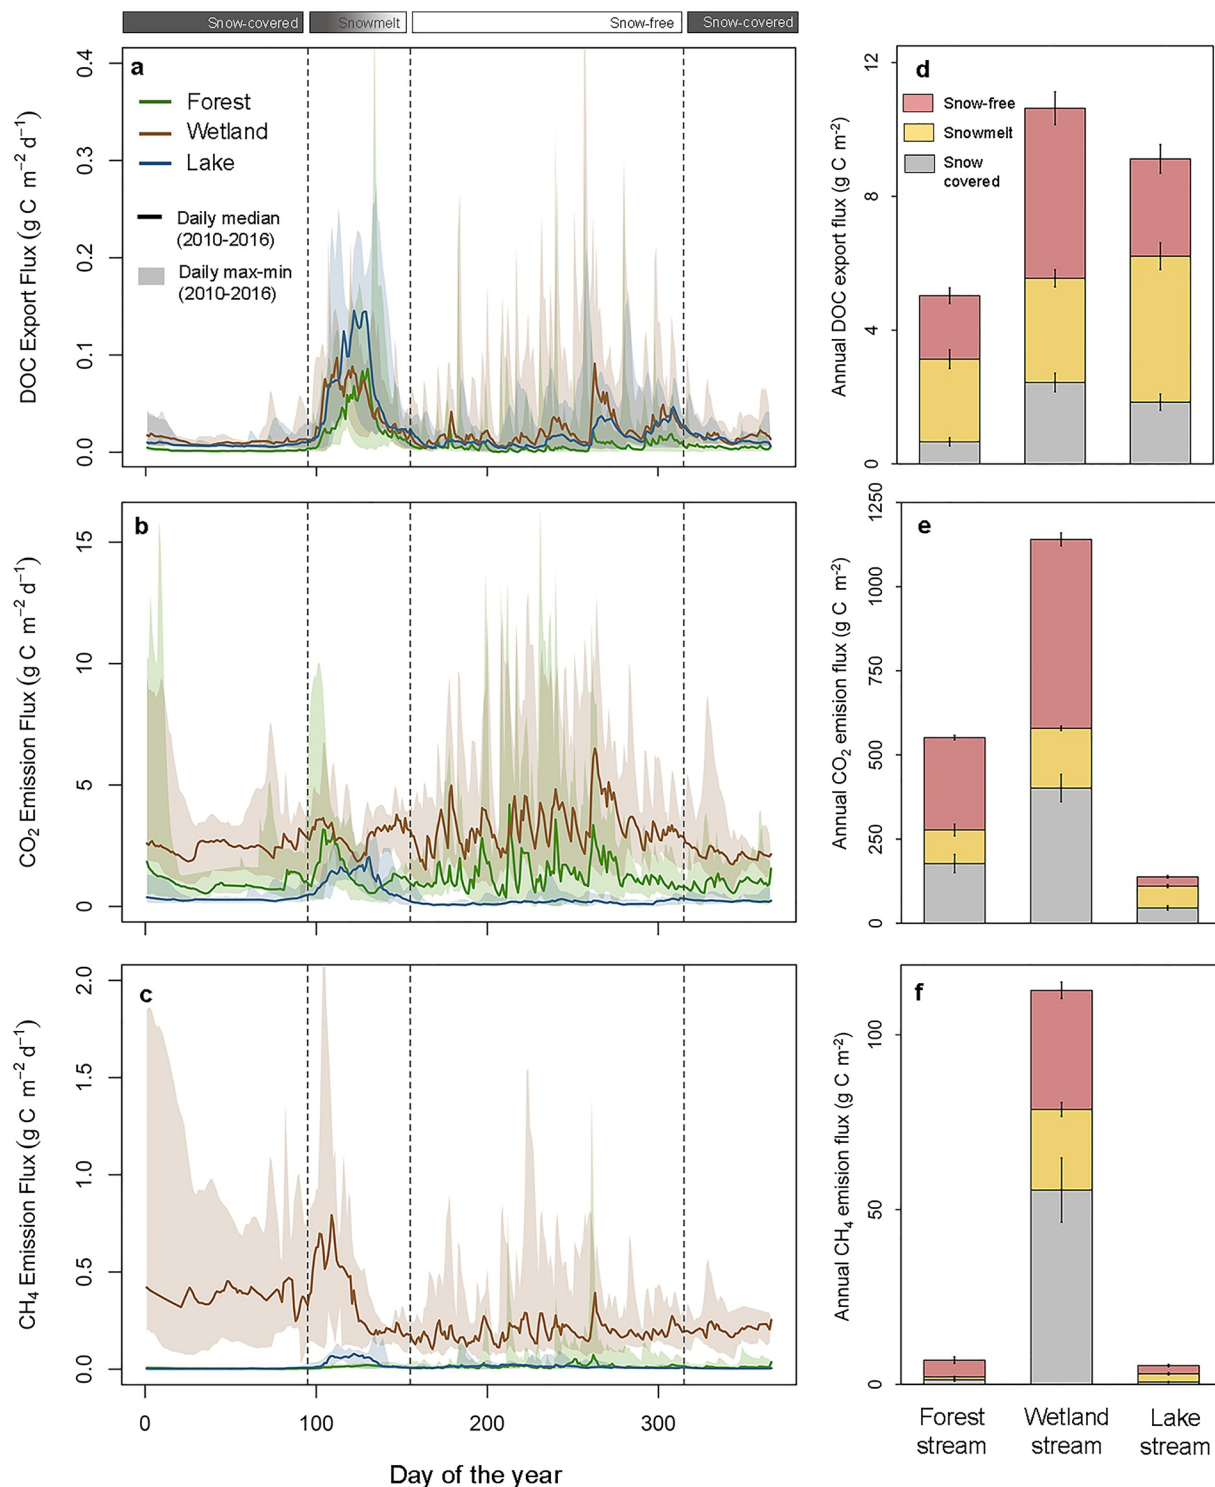 Snow-covered
Snowmelt
Snow-free
Snow-covered
a
DOC Export Flux (g C m⁻² d⁻¹)
0.4
0.3
0.2
0.1
0.0
Forest
Wetland
Lake
Daily median
(2010-2016)
Daily max-min
(2010-2016)
d
Annual DOC export flux (g C m⁻²)
12
8
4
0
Snow-free
Snowmelt
Snow
covered
b
CO₂ Emission Flux (g C m⁻² d⁻¹)
15
10
5
0
e
Annual CO₂ emision flux (g C m⁻²)
1250
1000
750
500
250
0
c
CH₄ Emission Flux (g C m⁻² d⁻¹)
2.0
1.5
1.0
0.5
0.0
0
100
200
300
Day of the year
f
Annual CH₄ emision flux (g C m⁻²)
100
50
0
Forest
stream
Wetland
stream
Lake
stream